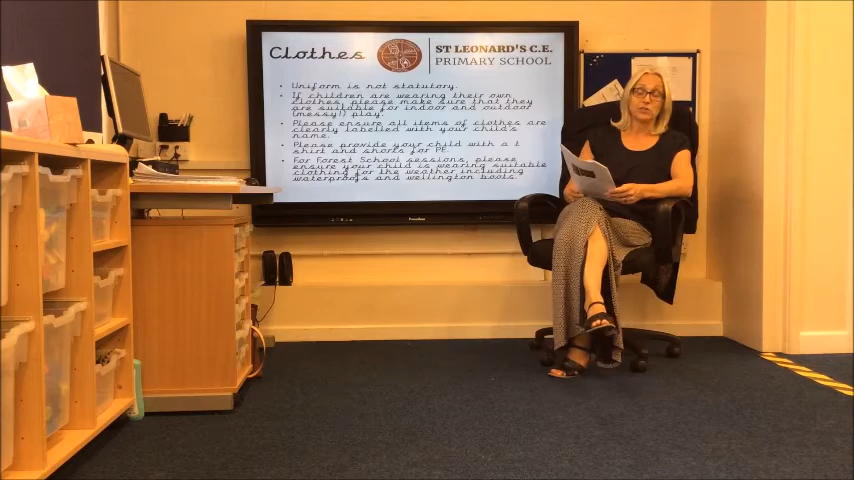 Clothes
ST LEONARD'S C.E.
PRIMARY SCHOOL
• Uniform is not statutory.
• If children are wearing their own
clothes, please make sure that they
are suitable for indoor and outdoor
(messy!) play.
• Please ensure all items of clothes are
clearly labelled with your child's
name.
• Please provide your child with a t
shirt and shorts for PE.
• For Forest School sessions, please
ensure your child is wearing suitable
clothing for the weather including
waterproofs and wellington boots.
Promethean